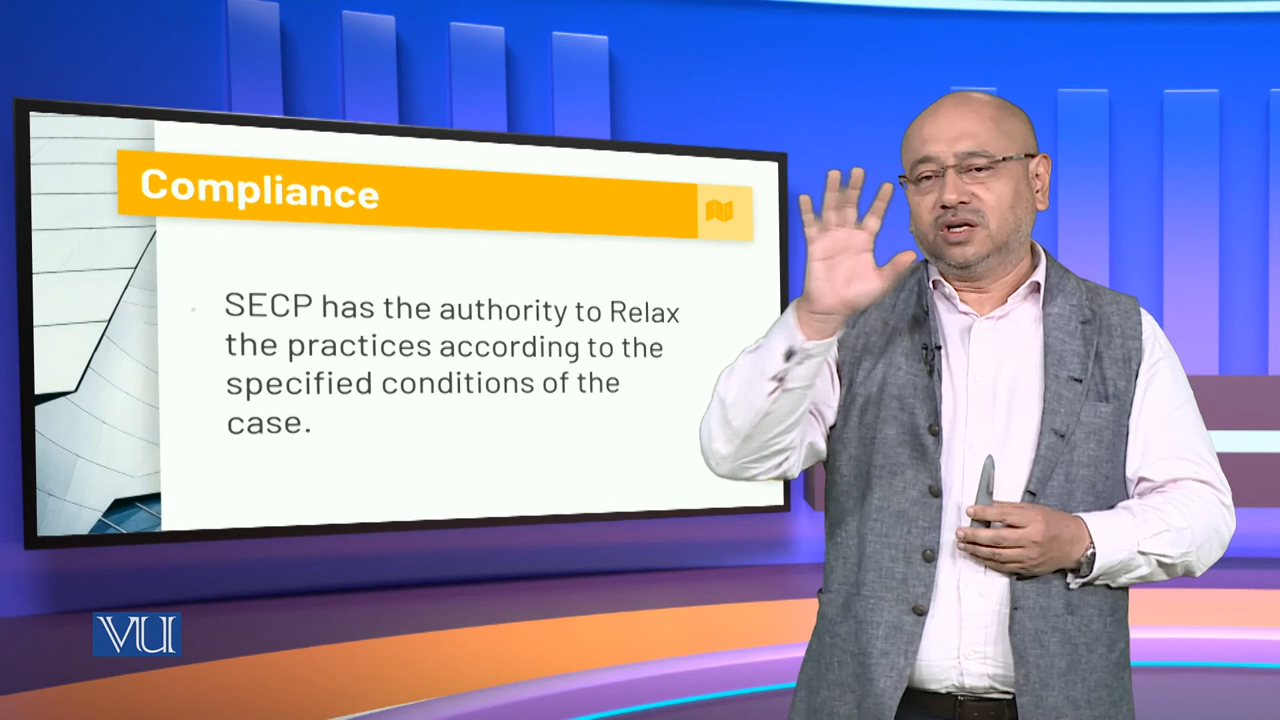 Compliance
SECP has the authority to Relax
the practices according to the
specified conditions of the
case.
VU